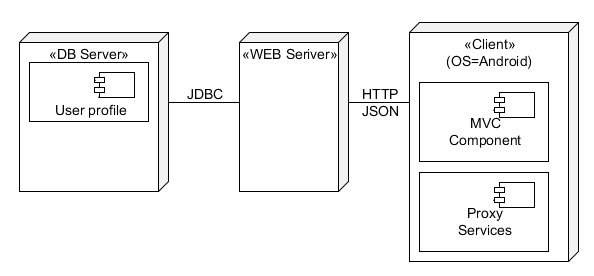 «DB Server»
User profile
JDBC
«WEB Seriver»
HTTP
JSON
«Client»
(OS=Android)
MVC
Component
Proxy
Services